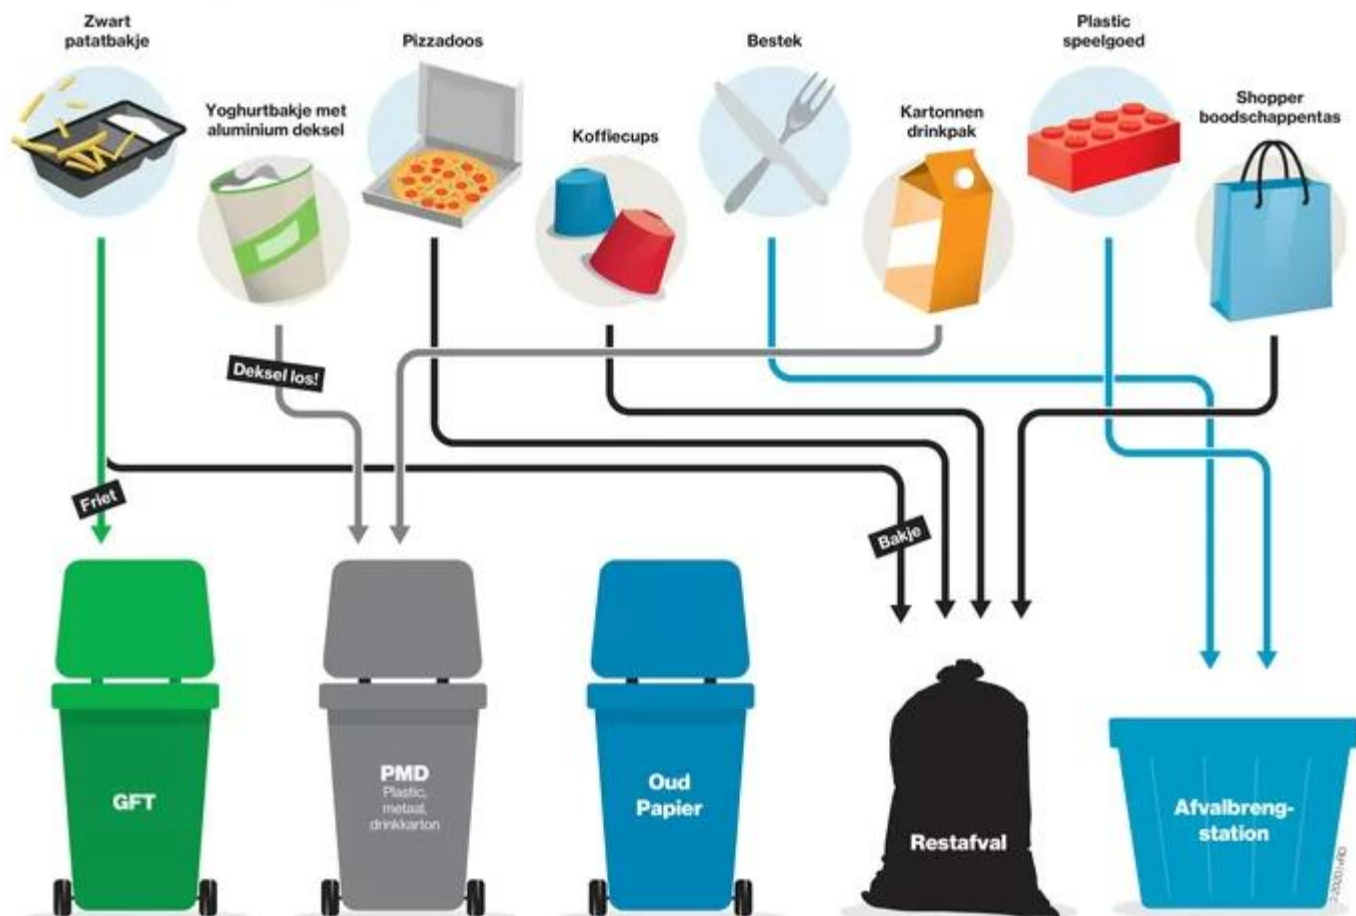 Zwart
patatbakje
Yoghurtbakje met
aluminium deksel
Pizzadoos
Koffiecups
Bestek
Kartonnen
drinkpak
Plastic
speelgoed
Shopper
boodschappentas
Deksel los!
Friet
Bakje
GFT
PMD
Plastic,
metaal,
drinkkarton
Oud
Papier
Restafval
Afvalbreng-
station